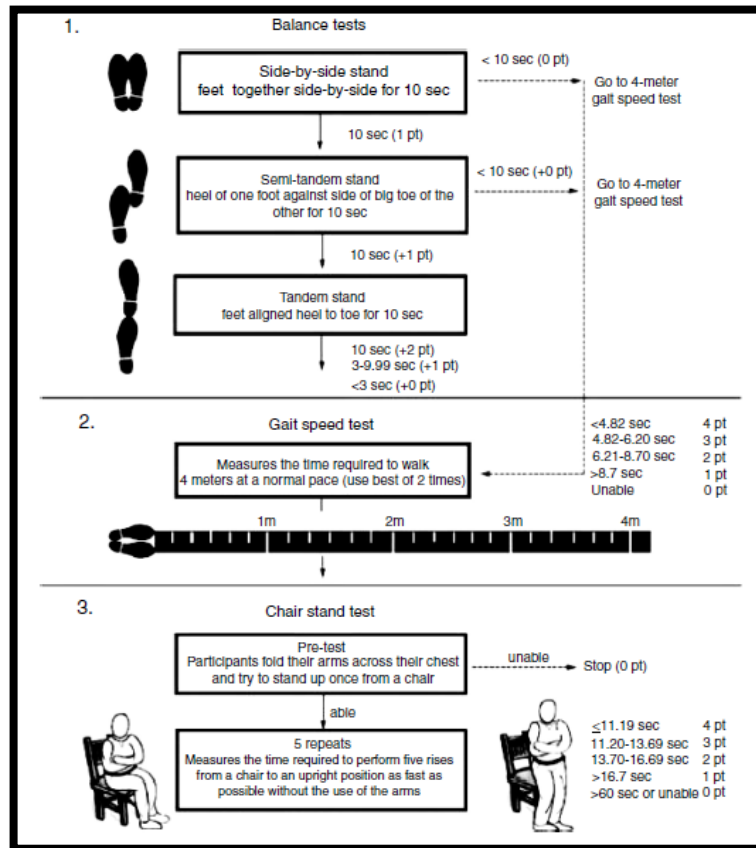 1.
Balance tests
Side-by-side stand
feet together side-by-side for 10 sec
< 10 sec (0 pt)
Go to 4-meter
gait speed test
10 sec (1 pt)
Semi-tandem stand
heel of one foot against side of big toe of the
other for 10 sec
< 10 sec (+0 pt)
Go to 4-meter
gait speed test
10 sec (+1 pt)
Tandem stand
feet aligned heel to toe for 10 sec
10 sec (+2 pt)
3-9.99 sec (+1 pt)
<3 sec (+0 pt)
2.
Gait speed test
Measures the time required to walk
4 meters at a normal pace (use best of 2 times)
<4.82 sec 4 pt
4.82-6.20 sec 3 pt
6.21-8.70 sec 2 pt
>8.7 sec 1 pt
Unable 0 pt
1m 2m 3m 4m
3.
Chair stand test
Pre-test
Participants fold their arms across their chest
and try to stand up once from a chair
unable
Stop (0 pt)
able
5 repeats
Measures the time required to perform five rises
from a chair to an upright position as fast as
possible without the use of the arms
≤11.19 sec 4 pt
11.20-13.69 sec 3 pt
13.70-16.69 sec 2 pt
>16.7 sec 1 pt
>60 sec or unable 0 pt